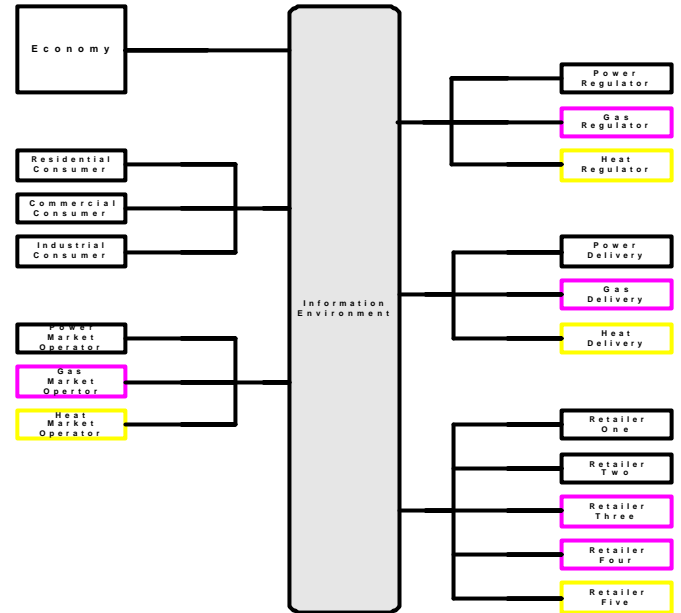 Economy
Residential
Consumer
Commercial
Consumer
Industrial
Consumer
Power
Market
Operator
Gas
Market
Opertor
Heat
Market
Operator
Information
Environment
Power
Regulator
Gas
Regulator
Heat
Regulator
Power
Delivery
Gas
Delivery
Heat
Delivery
Retailer
One
Retailer
Two
Retailer
Three
Retailer
Four
Retailer
Five